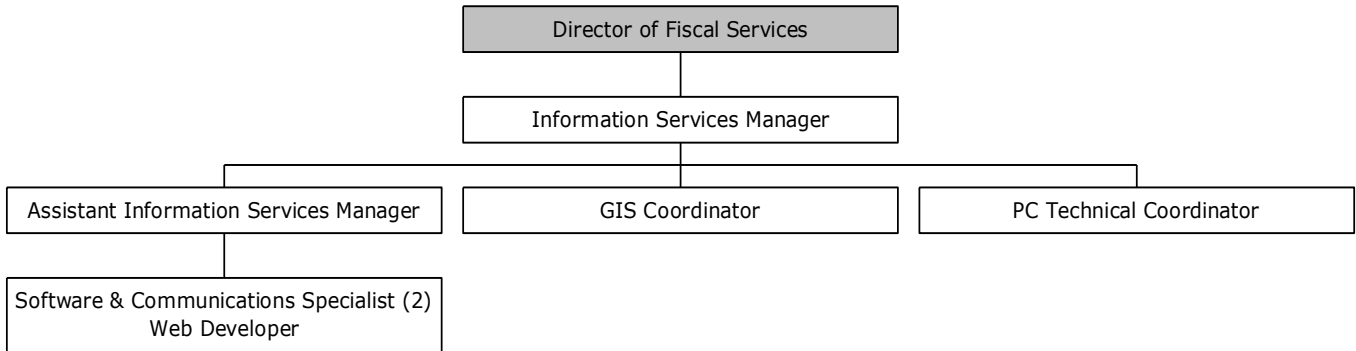 Director of Fiscal Services
Information Services Manager
Assistant Information Services Manager
GIS Coordinator
PC Technical Coordinator
Software & Communications Specialist (2)
Web Developer